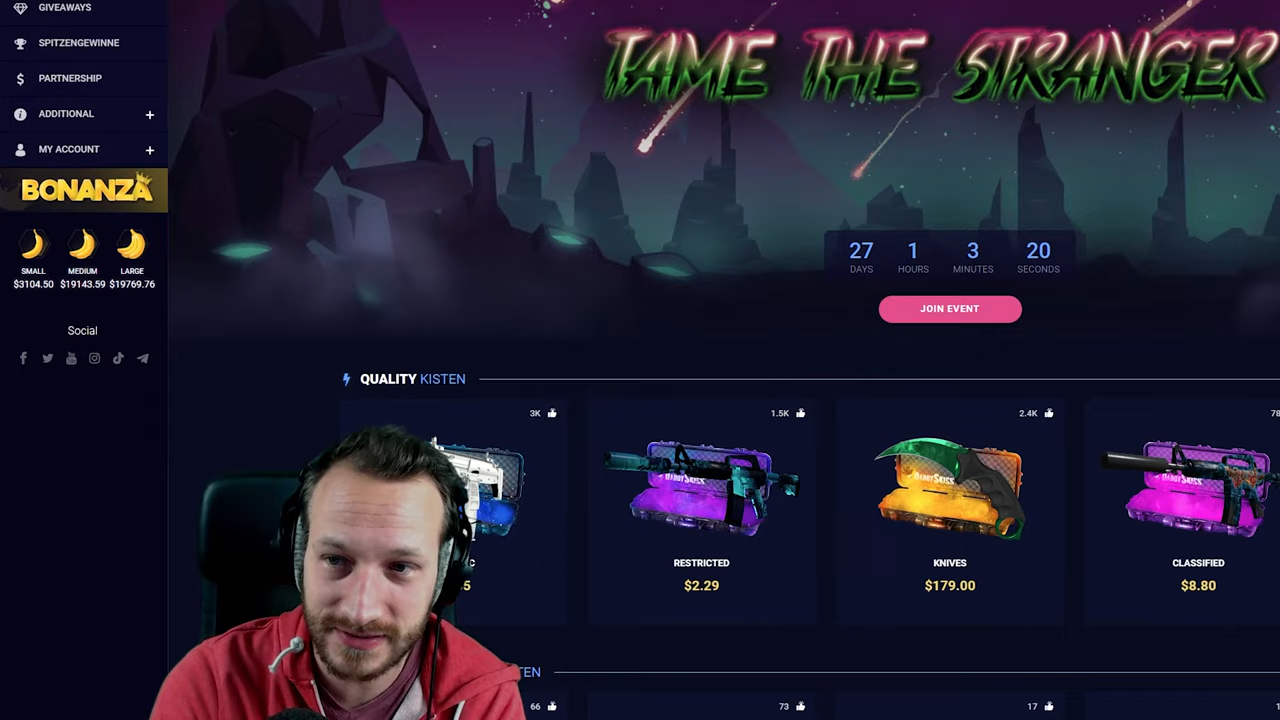 GIVEAWAYS
SPITZENGEWINNE
PARTNERSHIP
ADDITIONAL +
MY ACCOUNT +
BONANZA
SMALL MEDIUM LARGE
$3104.50 $19143.59 $19769.76
Social
TAME THE STRANGER
27 1 3 20
DAYS HOURS MINUTES SECONDS
JOIN EVENT
QUALITY KISTEN
3K 1.5K 2.4K 78
DADDYSKINS
RESTRICTED KNIVES CLASSIFIED
$2.29 $179.00 $8.80
66 73 17